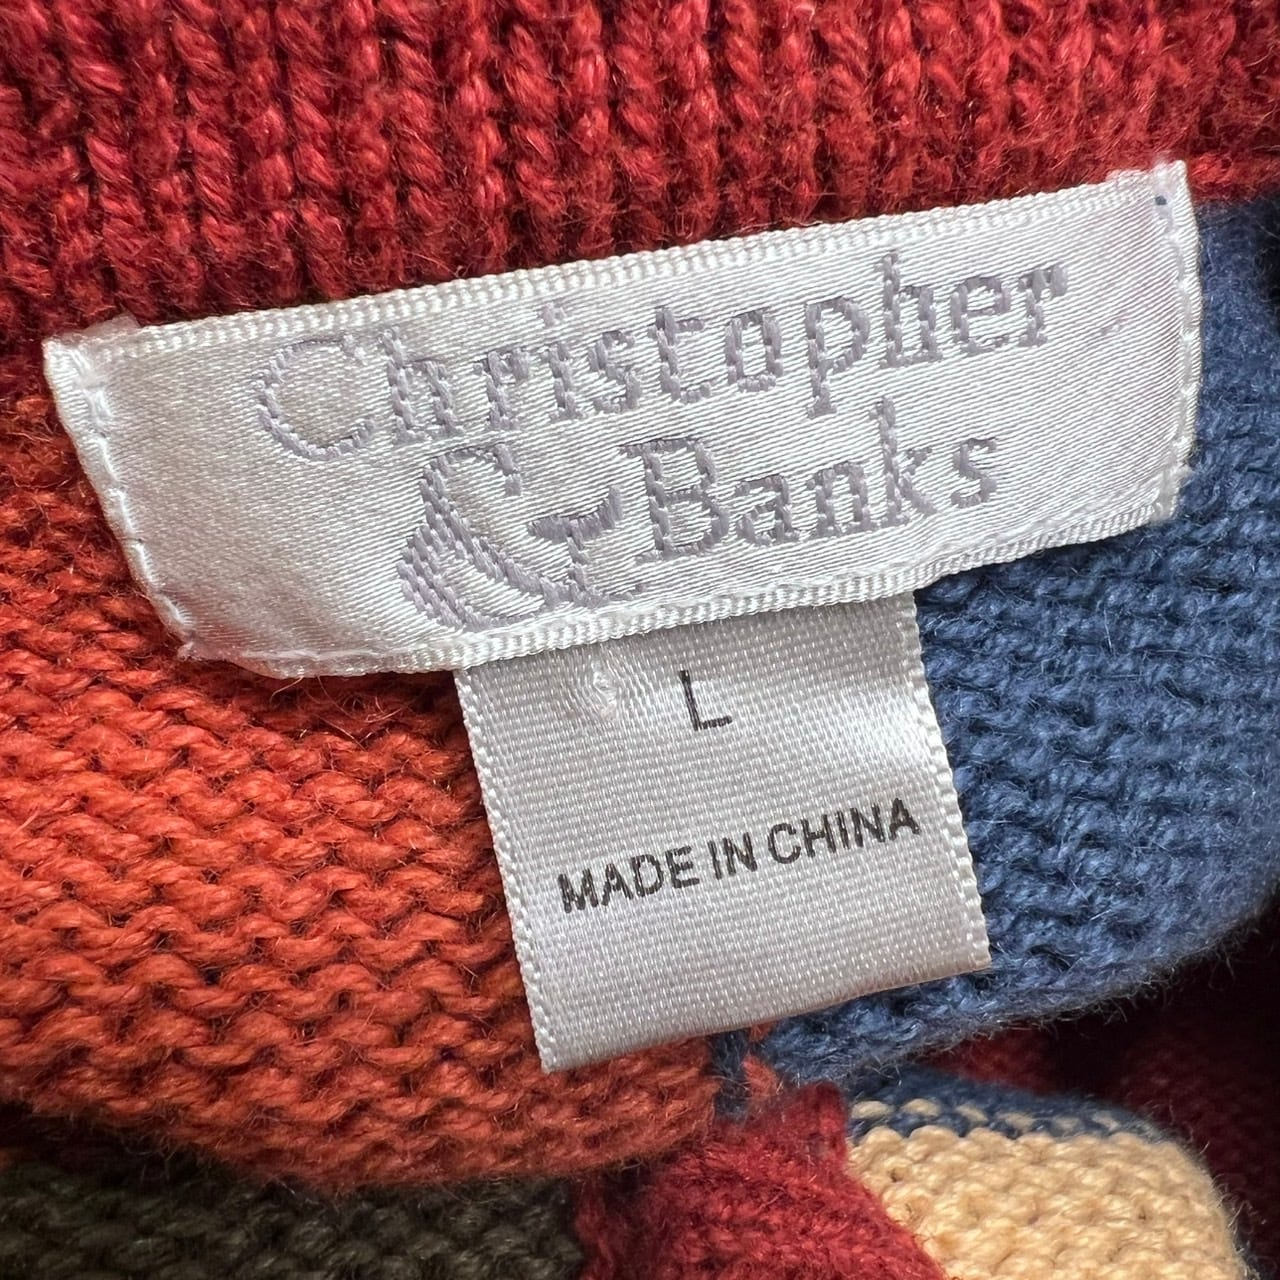 Christopher
& Banks
L
MADE IN CHINA